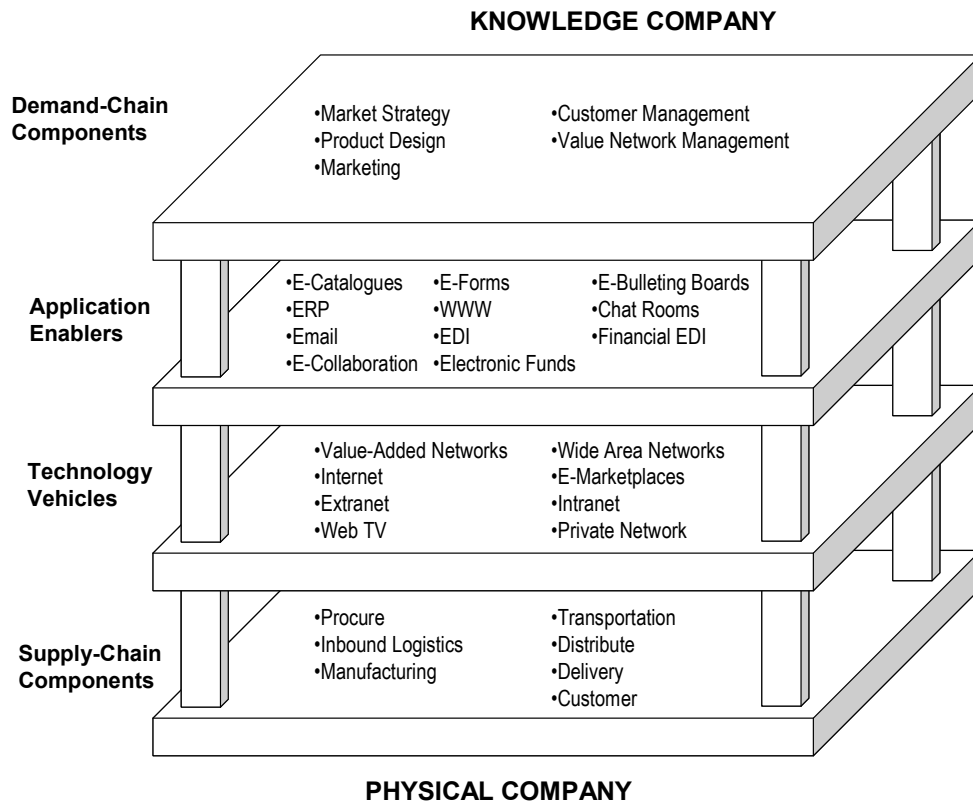 KNOWLEDGE COMPANY
Demand-Chain
Components
•Market Strategy
•Product Design
•Marketing
•Customer Management
•Value Network Management
Application
Enablers
•E-Catalogues
•ERP
•Email
•E-Collaboration
•E-Forms
•WWW
•EDI
•Electronic Funds
•E-Bulleting Boards
•Chat Rooms
•Financial EDI
Technology
Vehicles
•Value-Added Networks
•Internet
•Extranet
•Web TV
•Wide Area Networks
•E-Marketplaces
•Intranet
•Private Network
Supply-Chain
Components
•Procure
•Inbound Logistics
•Manufacturing
•Transportation
•Distribute
•Delivery
•Customer
PHYSICAL COMPANY